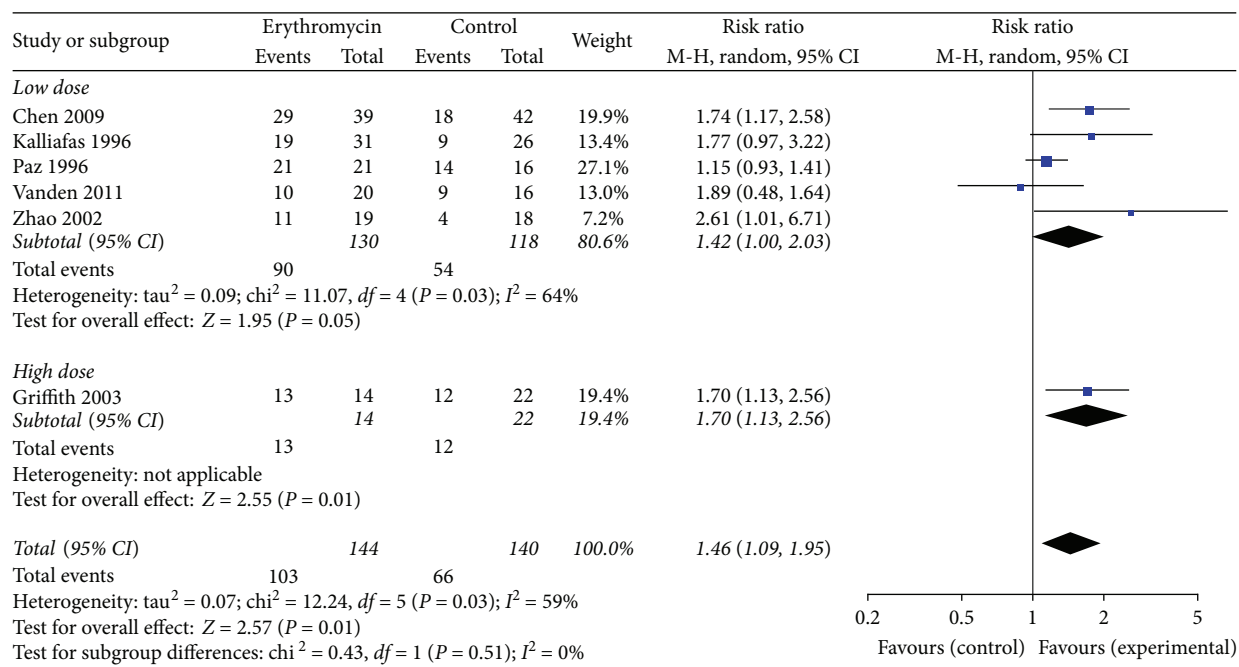 Study or subgroup Erythromycin Control Weight Risk ratio Risk ratio
Events Total Events Total M-H, random, 95% CI M-H, random, 95% CI
Low dose
Chen 2009 29 39 18 42 19.9% 1.74 (1.17, 2.58)
Kalliafas 1996 19 31 9 26 13.4% 1.77 (0.97, 3.22)
Paz 1996 21 21 14 16 27.1% 1.15 (0.93, 1.41)
Vanden 2011 10 20 9 16 13.0% 1.89 (0.48, 1.64)
Zhao 2002 11 19 4 18 7.2% 2.61 (1.01, 6.71)
Subtotal (95% CI) 130 118 80.6% 1.42 (1.00, 2.03)
Total events 90 54
Heterogeneity: tau² = 0.09; chi² = 11.07, df = 4 (P = 0.03); I² = 64%
Test for overall effect: Z = 1.95 (P = 0.05)
High dose
Griffith 2003 13 14 12 22 19.4% 1.70 (1.13, 2.56)
Subtotal (95% CI) 14 22 19.4% 1.70 (1.13, 2.56)
Total events 13 12
Heterogeneity: not applicable
Test for overall effect: Z = 2.55 (P = 0.01)
Total (95% CI) 144 140 100.0% 1.46 (1.09, 1.95)
Total events 103 66
Heterogeneity: tau² = 0.07; chi² = 12.24, df = 5 (P = 0.03); I² = 59%
Test for overall effect: Z = 2.57 (P = 0.01)
Test for subgroup differences: chi² = 0.43, df = 1 (P = 0.51); I² = 0%
0.2 0.5 1 2 5
Favours (control) Favours (experimental)